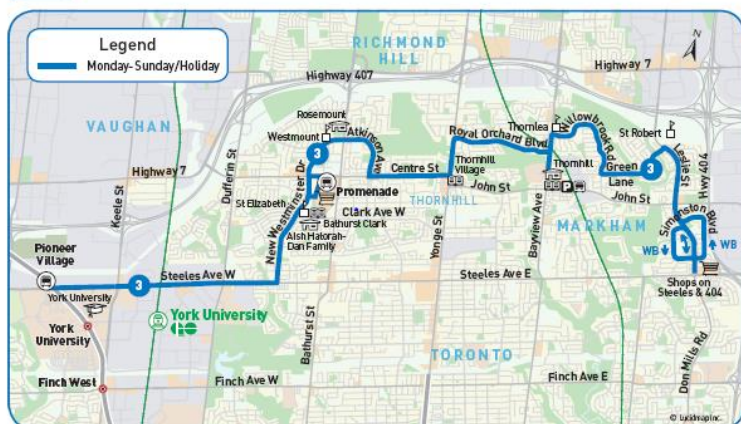 Legend
Monday-Sunday/Holiday
RICHMOND
HILL
N
Highway 407
Highway 7
VAUGHAN
Rosemount
Westmount
Atkinson Ave
3
Thornlea
Willowbrook Rd
St Robert
Royal Orchard Blvd
Leslie St
Hwy 404
Dufferin St
Keele St
Highway 7
New Westminster Dr
Promenade
Centre St
Thornhill
Village
Thornhill
Green
Lane
3
John St
John St
P
St Elizabeth
Clark Ave W
Bathurst Clark
THORNHILL
Aish Hatorah-
Dan Family
Yonge St
Bayview Ave
MARKHAM
Simonston Blvd
WB
WB
Pioneer
Village
Steeles Ave W
3
Steeles Ave E
Shops on
Steeles & 404
York University
York
University
York University
GO
Bathurst St
TORONTO
Don Mills Rd
Finch West
Finch Ave W
Finch Ave E
© Lucidmap Inc.